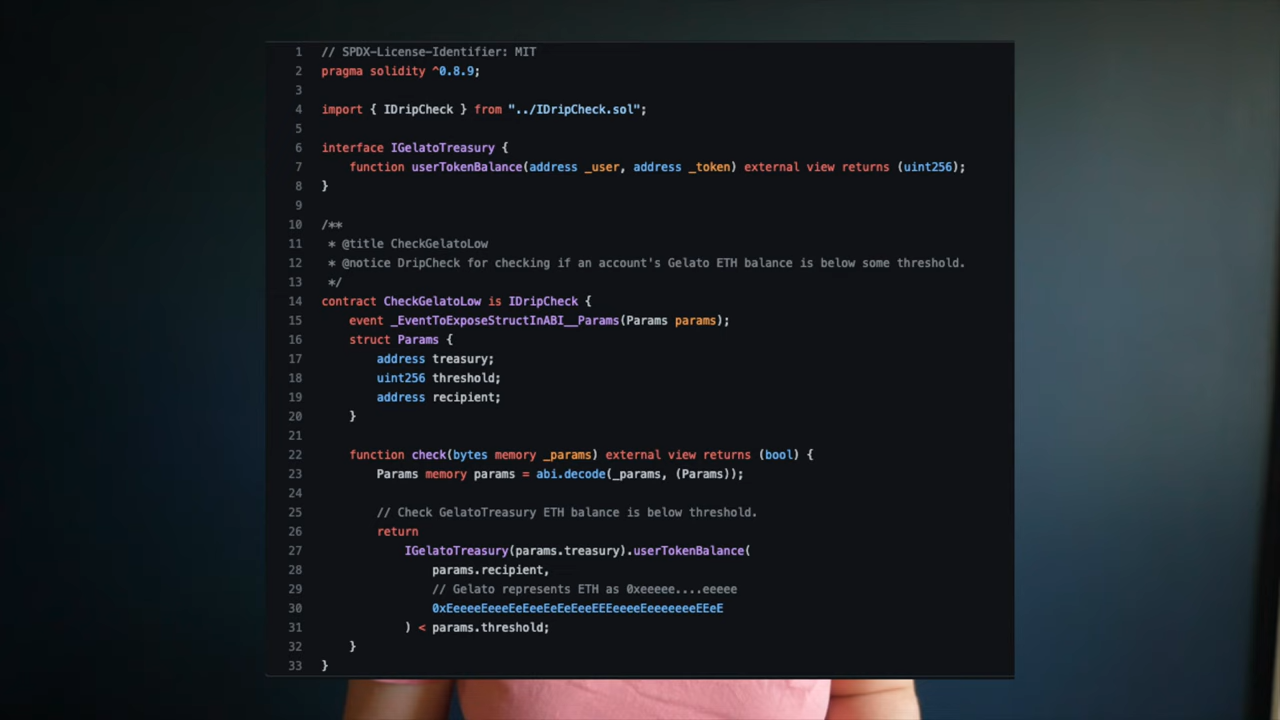 1 // SPDX-License-Identifier: MIT
2 pragma solidity ^0.8.9;
3
4 import { IDripCheck } from "../IDripCheck.sol";
5
6 interface IGelatoTreasury {
7 function userTokenBalance(address _user, address _token) external view returns (uint256);
8 }
9
10 /**
11 * @title CheckGelatoLow
12 * @notice DripCheck for checking if an account's Gelato ETH balance is below some threshold.
13 */
14 contract CheckGelatoLow is IDripCheck {
15 event _EventToExposeStructInABI__Params(Params params);
16 struct Params {
17 address treasury;
18 uint256 threshold;
19 address recipient;
20 }
21
22 function check(bytes memory _params) external view returns (bool) {
23 Params memory params = abi.decode(_params, (Params));
24
25 // Check GelatoTreasury ETH balance is below threshold.
26 return
27 IGelatoTreasury(params.treasury).userTokenBalance(
28 params.recipient,
29 // Gelato represents ETH as 0xeeeee....eeeee
30 0xEeeeeEeeeEeEeeEeEeEeeEEEeeeeEeeeeeeeEEeE
31 ) < params.threshold;
32 }
33 }